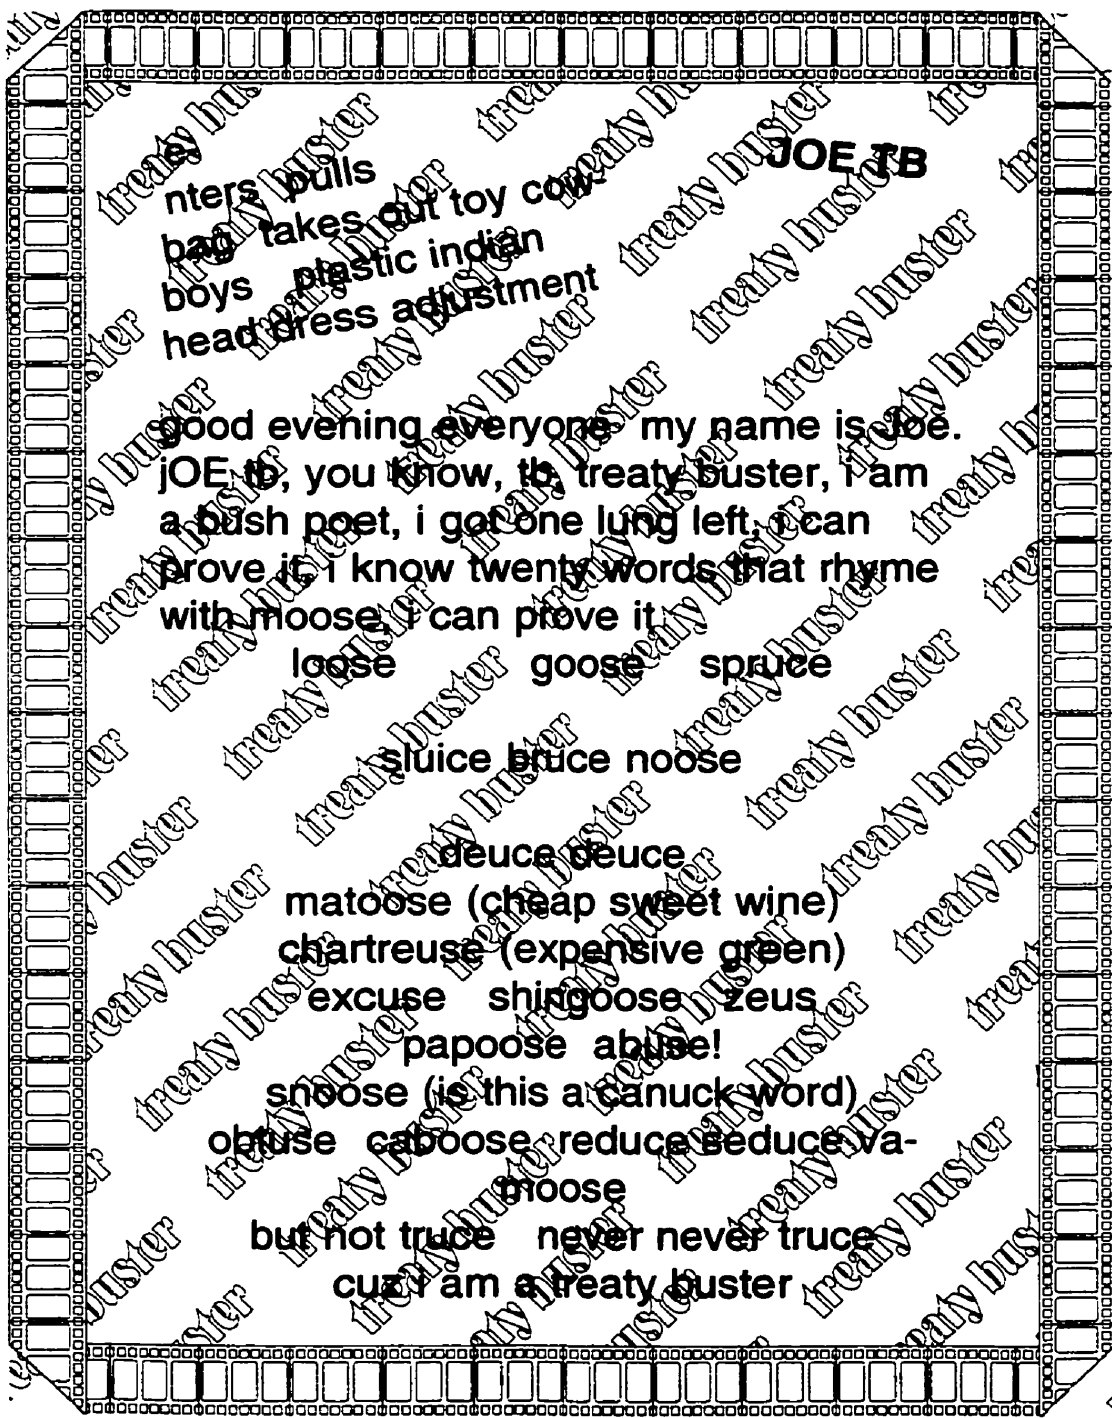 JOE TB
e-
nters pulls
bag takes out toy cow-
boys plastic indian
head dress adjustment
good evening everyone my name is Joe.
jOE tb, you know, tb, treaty buster, i am
a bush poet, i got one lung left, i can
prove it, i know twenty words that rhyme
with moose, i can prove it,
loose goose spruce
sluice bruce noose
deuce deuce
matoose (cheap sweet wine)
chartreuse (expensive green)
excuse shingoose zeus
papoose abuse!
snoose (is this a canuck word)
obtuse caboose reduce seduce va-
moose
but not truce never never truce
cuz i am a treaty buster
treaty buster